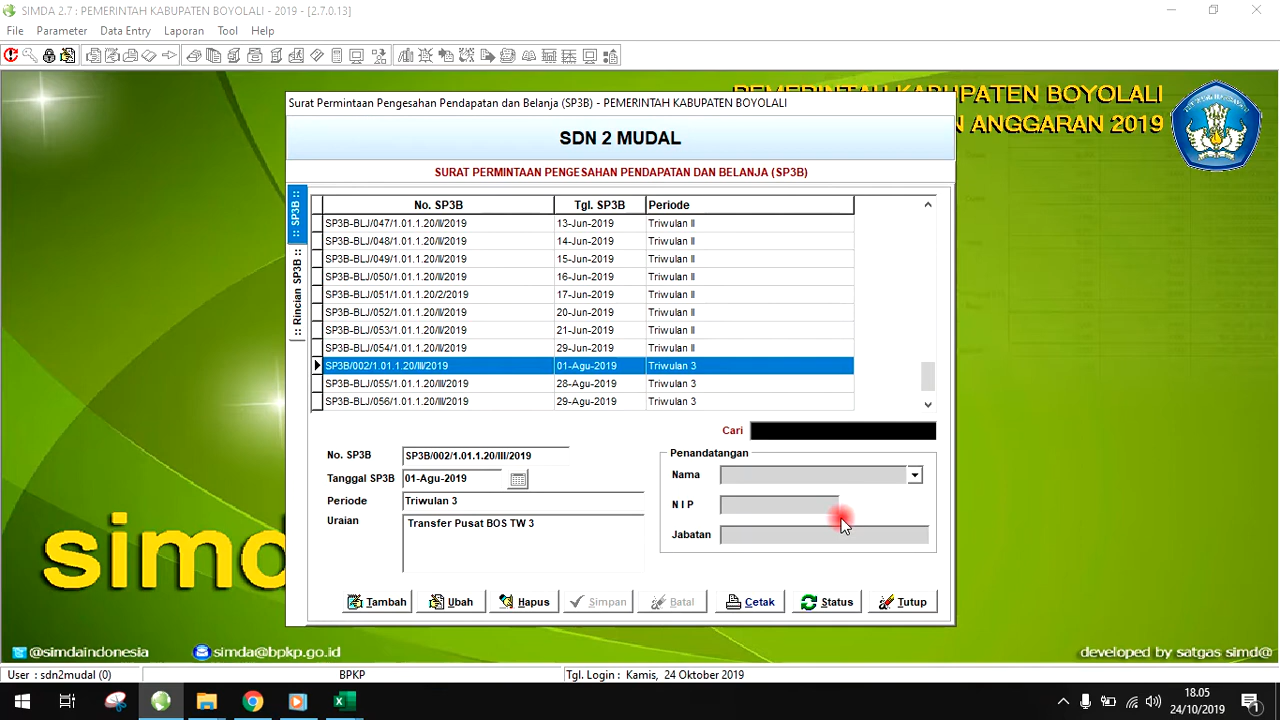 SIMDA 2.7 : PEMERINTAH KABUPATEN BOYOLALI - 2019 - [2.7.0.13]
File Parameter Data Entry Laporan Tool Help
PEMERINTAH KABUPATEN BOYOLALI
N ANGGARAN 2019
Surat Permintaan Pengesahan Pendapatan dan Belanja (SP3B) - PEMERINTAH KABUPATEN BOYOLALI
SDN 2 MUDAL
SURAT PERMINTAAN PENGESAHAN PENDAPATAN DAN BELANJA (SP3B)
:: SP3B ::
:: Rincian SP3B ::
No. SP3B Tgl. SP3B Periode
SP3B-BLJ/047/1.01.1.20/II/2019 13-Jun-2019 Triwulan II
SP3B-BLJ/048/1.01.1.20/II/2019 14-Jun-2019 Triwulan II
SP3B-BLJ/049/1.01.1.20/II/2019 15-Jun-2019 Triwulan II
SP3B-BLJ/050/1.01.1.20/II/2019 16-Jun-2019 Triwulan II
SP3B-BLJ/051/1.01.1.20/2/2019 17-Jun-2019 Triwulan II
SP3B-BLJ/052/1.01.1.20/II/2019 20-Jun-2019 Triwulan II
SP3B-BLJ/053/1.01.1.20/II/2019 21-Jun-2019 Triwulan II
SP3B-BLJ/054/1.01.1.20/II/2019 29-Jun-2019 Triwulan II
SP3B/002/1.01.1.20/III/2019 01-Agu-2019 Triwulan 3
SP3B-BLJ/055/1.01.1.20/III/2019 28-Agu-2019 Triwulan 3
SP3B-BLJ/056/1.01.1.20/III/2019 29-Agu-2019 Triwulan 3
Cari
No. SP3B SP3B/002/1.01.1.20/III/2019
Tanggal SP3B 01-Agu-2019
Periode Triwulan 3
Uraian Transfer Pusat BOS TW 3
Penandatangan
Nama
N I P
Jabatan
Tambah Ubah Hapus Simpan Batal Cetak Status Tutup
simd
@simdaindonesia simda@bpkp.go.id developed by satgas simd@
User : sdn2mudal (0) BPKP Tgl. Login : Kamis, 24 Oktober 2019
18.05
24/10/2019
1